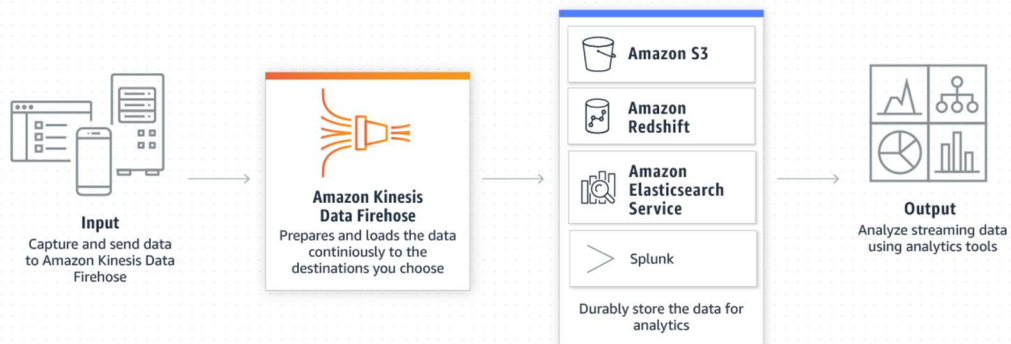 Input
Capture and send data
to Amazon Kinesis Data
Firehose
Amazon Kinesis
Data Firehose
Prepares and loads the data
continiously to the
destinations you choose
Amazon S3
Amazon
Redshift
Amazon
Elasticsearch
Service
Splunk
Durably store the data for
analytics
Output
Analyze streaming data
using analytics tools